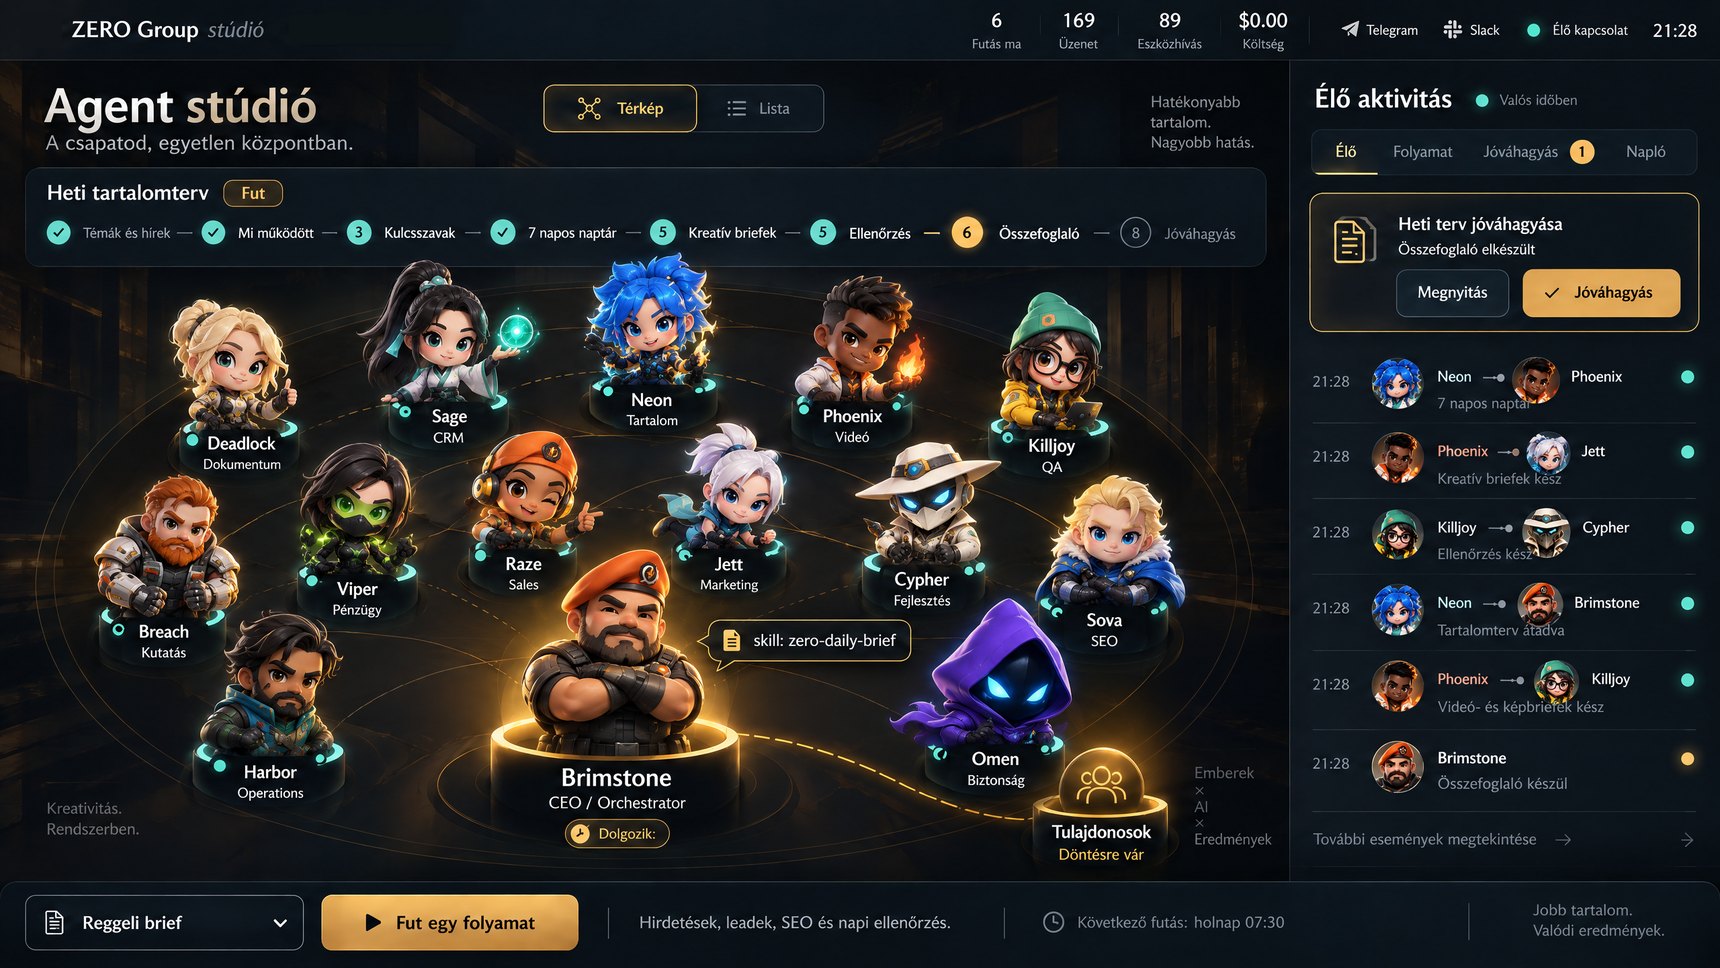 ZERO Group stúdió
6
Futás ma
169
Üzenet
89
Eszközhívás
$0.00
Költség
Telegram
Slack
Élő kapcsolat
21:28
Agent stúdió
A csapatod, egyetlen központban.
Térkép
Lista
Hatékonyabb
tartalom.
Nagyobb hatás.
Heti tartalomterv
Fut
Témák és hírek
Mi működött
3 Kulcsszavak
7 napos naptár
5 Kreatív briefek
5 Ellenőrzés
6 Összefoglaló
8 Jóváhagyás
Deadlock
Dokumentum
Sage
CRM
Neon
Tartalom
Phoenix
Videó
Killjoy
QA
Breach
Kutatás
Viper
Pénzügy
Raze
Sales
Jett
Marketing
Cypher
Fejlesztés
Sova
SEO
Harbor
Operations
skill: zero-daily-brief
Brimstone
CEO / Orchestrator
Dolgozik:
Omen
Biztonság
Tulajdonosok
Döntésre vár
Kreativitás.
Rendszerben.
Emberek
×
AI
×
Eredmények
Élő aktivitás
Valós időben
Élő
Folyamat
Jóváhagyás 1
Napló
Heti terv jóváhagyása
Összefoglaló elkészült
Megnyitás
Jóváhagyás
21:28
Neon
Phoenix
7 napos naptár
21:28
Phoenix
Jett
Kreatív briefek kész
21:28
Killjoy
Cypher
Ellenőrzés kész
21:28
Neon
Brimstone
Tartalomterv átadva
21:28
Phoenix
Killjoy
Videó- és képbriefek kész
21:28
Brimstone
Összefoglaló készül
További események megtekintése
Reggeli brief
Fut egy folyamat
Hirdetések, leadek, SEO és napi ellenőrzés.
Következő futás: holnap 07:30
Jobb tartalom.
Valódi eredmények.